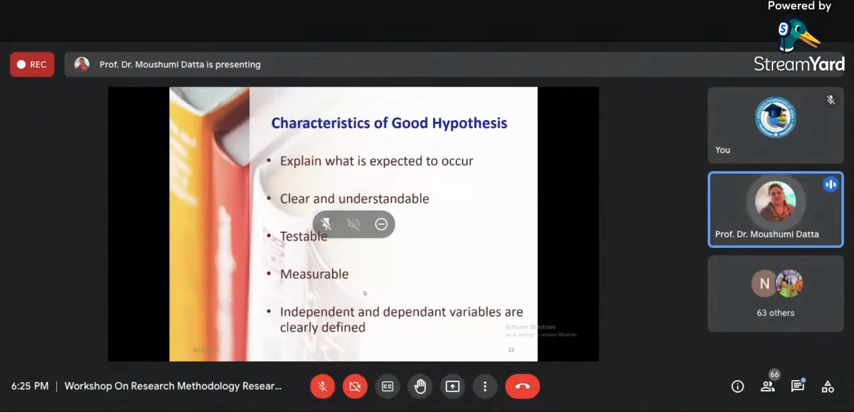 Powered by
StreamYard
REC
Prof. Dr. Moushumi Datta is presenting
Characteristics of Good Hypothesis
• Explain what is expected to occur
• Clear and understandable
• Testable
• Measurable
• Independent and dependant variables are
clearly defined
Activate Windows
22
You
Prof. Dr. Moushumi Datta
N
63 others
6:25 PM | Workshop On Research Methodology Resear...
66